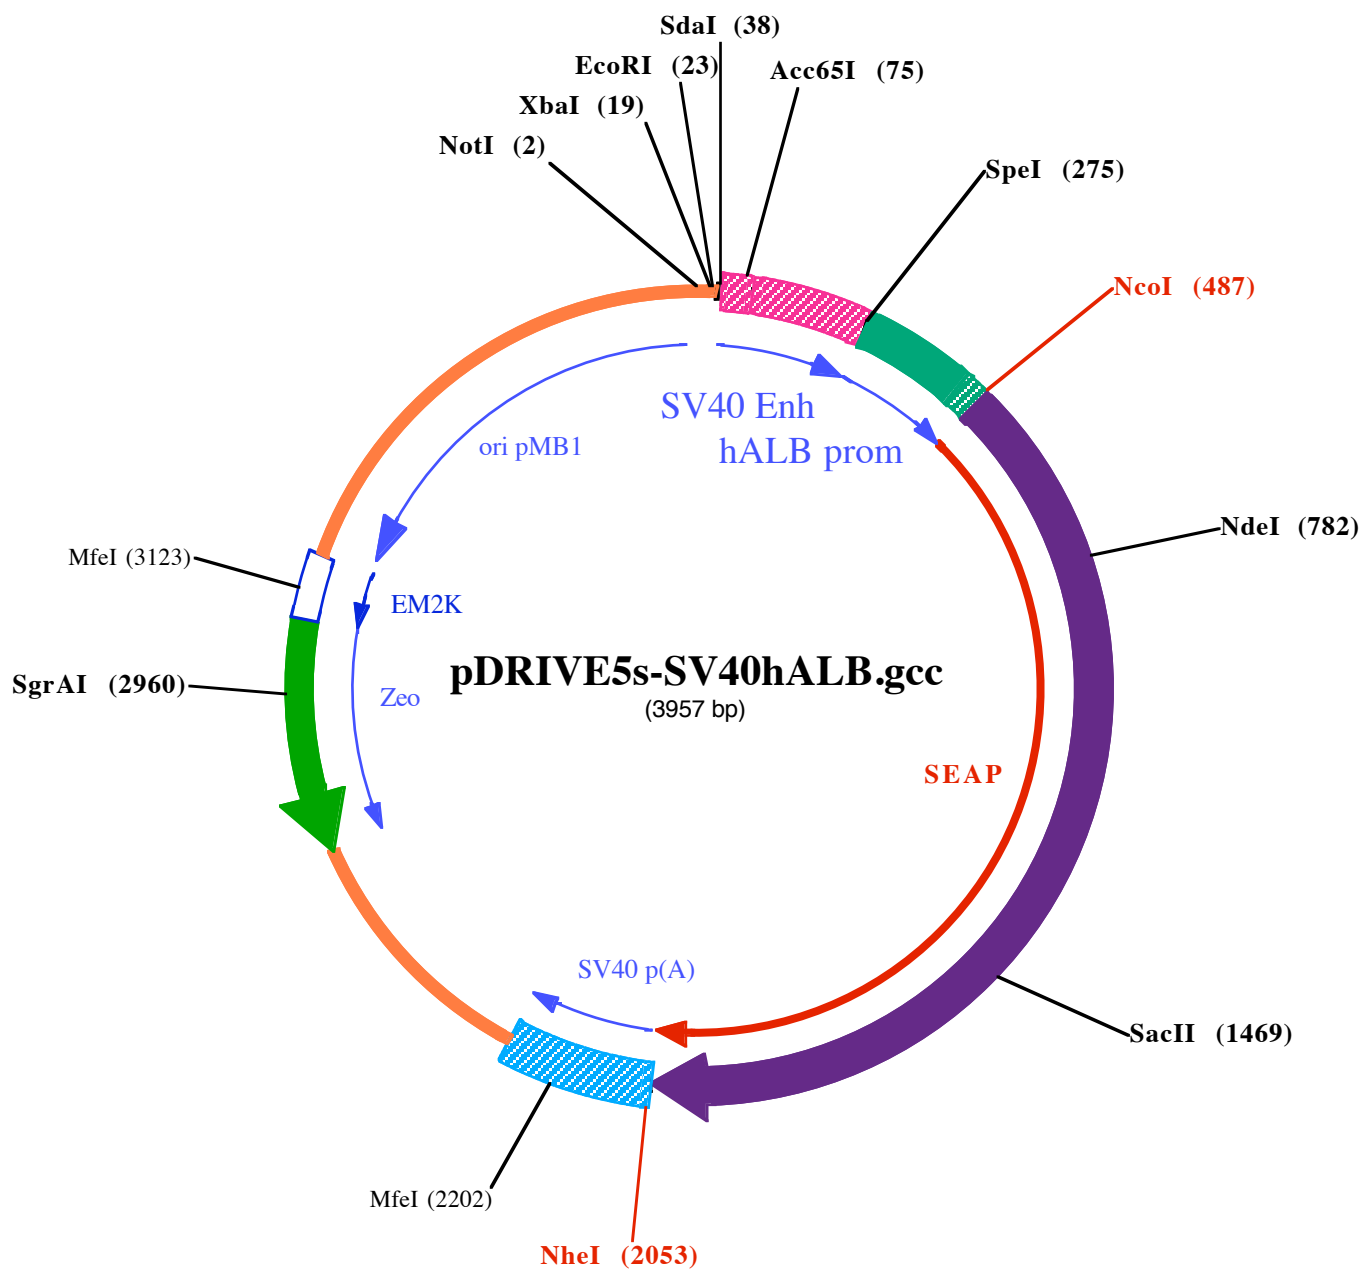 SdaI (38)
EcoRI (23)
Acc65I (75)
XbaI (19)
NotI (2)
SpeI (275)
NcoI (487)
SV40 Enh
ori pMB1
hALB prom
NdeI (782)
MfeI (3123)
EM2K
pDRIVE5s-SV40hALB.gcc
SgrAI (2960)
Zeo
(3957 bp)
SEAP
SV40 p(A)
SacII (1469)
MfeI (2202)
NheI (2053)